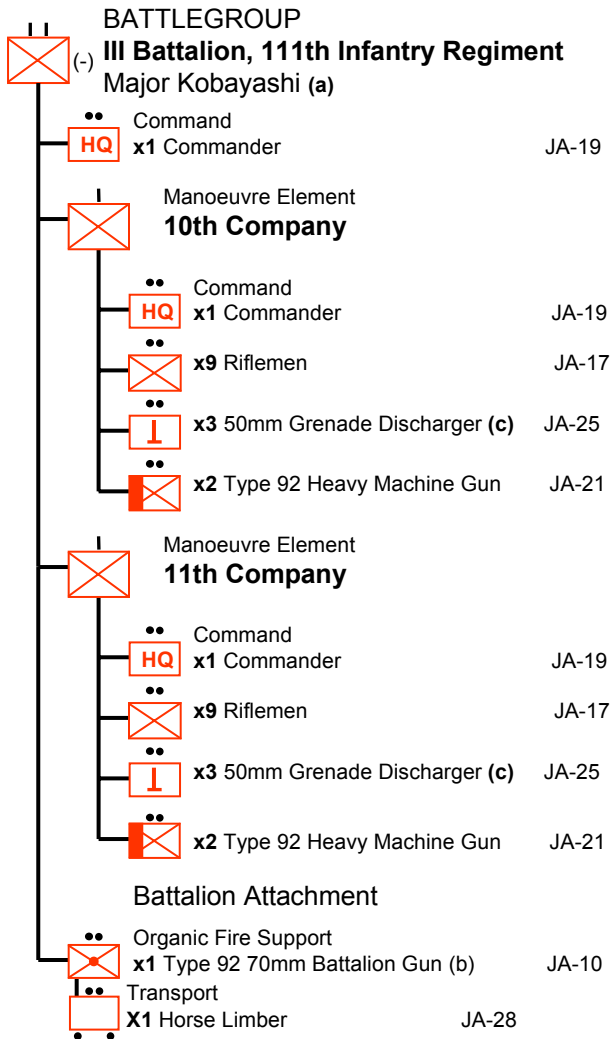 BATTLEGROUP
(-) III Battalion, 111th Infantry Regiment
Major Kobayashi (a)
Command
HQ x1 Commander JA-19
Manoeuvre Element
10th Company
Command
HQ x1 Commander JA-19
x9 Riflemen JA-17
x3 50mm Grenade Discharger (c) JA-25
x2 Type 92 Heavy Machine Gun JA-21
Manoeuvre Element
11th Company
Command
HQ x1 Commander JA-19
x9 Riflemen JA-17
x3 50mm Grenade Discharger (c) JA-25
x2 Type 92 Heavy Machine Gun JA-21
Battalion Attachment
Organic Fire Support
x1 Type 92 70mm Battalion Gun (b) JA-10
Transport
X1 Horse Limber JA-28